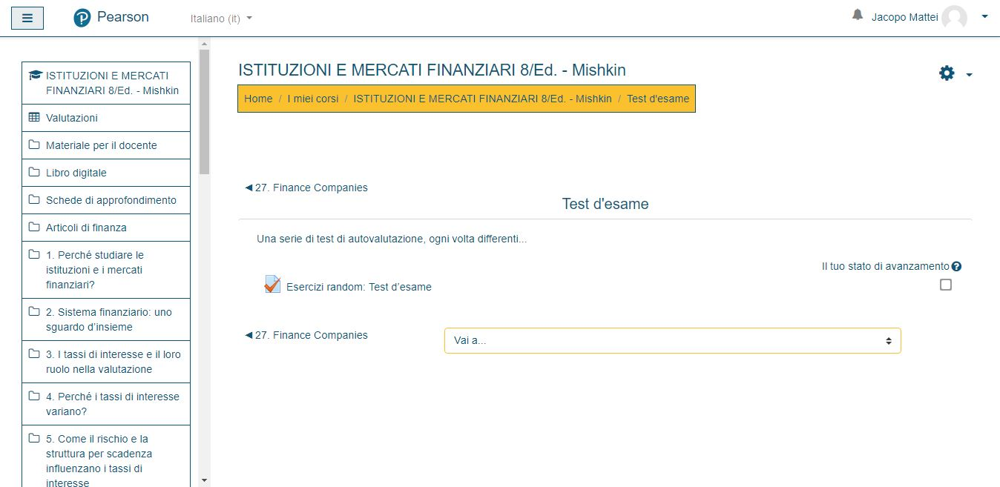 Pearson
Italiano (it)
Jacopo Mattei
ISTITUZIONI E MERCATI
FINANZIARI 8/Ed. - Mishkin
Valutazioni
Materiale per il docente
Libro digitale
Schede di approfondimento
Articoli di finanza
1. Perché studiare le
istituzioni e i mercati
finanziari?
2. Sistema finanziario: uno
sguardo d’insieme
3. I tassi di interesse e il loro
ruolo nella valutazione
4. Perché i tassi di interesse
variano?
5. Come il rischio e la
struttura per scadenza
influenzano i tassi di
interesse
ISTITUZIONI E MERCATI FINANZIARI 8/Ed. - Mishkin
Home / I miei corsi / ISTITUZIONI E MERCATI FINANZIARI 8/Ed. - Mishkin / Test d'esame
◀ 27. Finance Companies
Test d'esame
Una serie di test di autovalutazione, ogni volta differenti...
Il tuo stato di avanzamento
Esercizi random: Test d’esame
◀ 27. Finance Companies
Vai a...